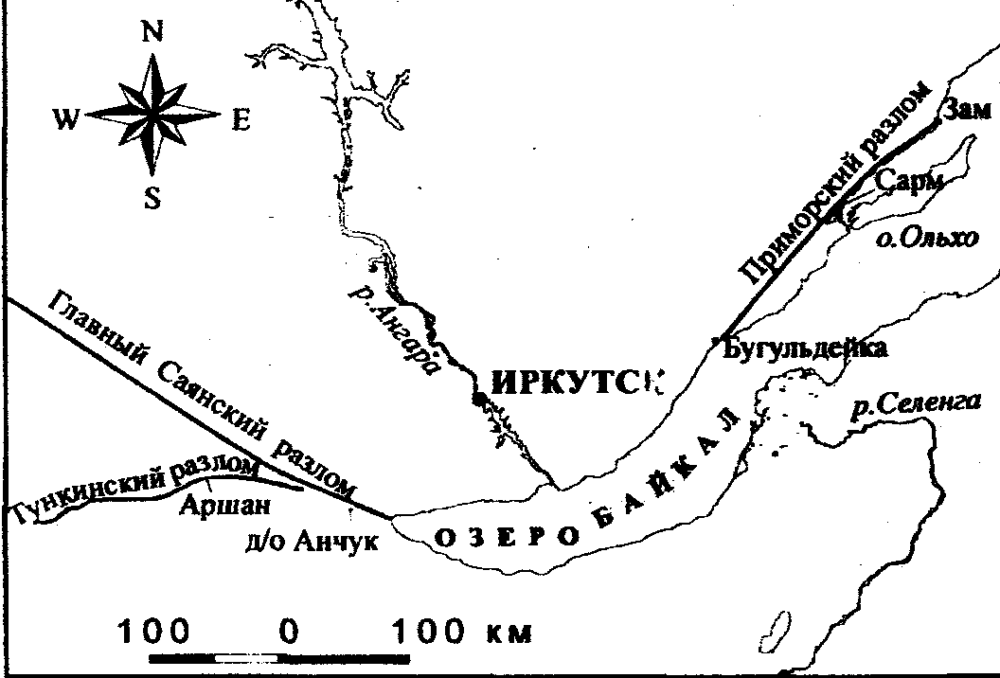 N
W E
S
Приморский разлом
Зам
Сарм
о.Ольхо
р.Ангара
Главный Саянский разлом
Бугульдейка
ИРКУТСК
р.Селенга
Тункинский разлом
Аршан
д/о Анчук
ОЗЕРО БАЙКАЛ
100 0 100 км